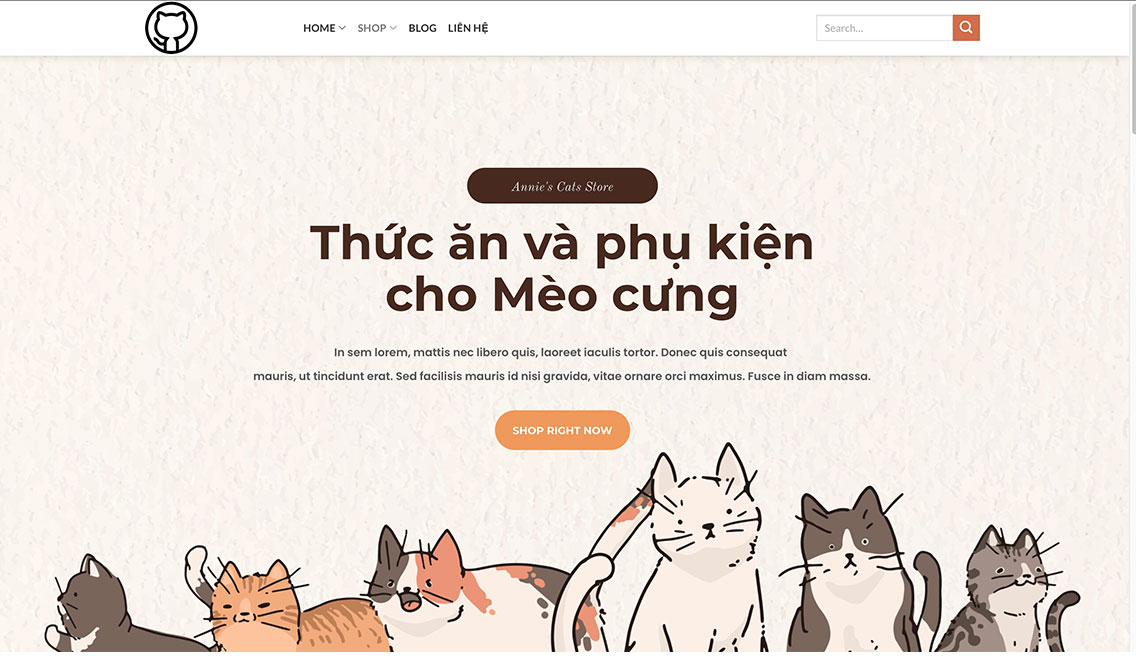 HOME SHOP BLOG LIÊN HỆ Search...
Annie's Cats Store
Thức ăn và phụ kiện
cho Mèo cưng
In sem lorem, mattis nec libero quis, laoreet iaculis tortor. Donec quis consequat
mauris, ut tincidunt erat. Sed facilisis mauris id nisi gravida, vitae ornare orci maximus. Fusce in diam massa.
SHOP RIGHT NOW